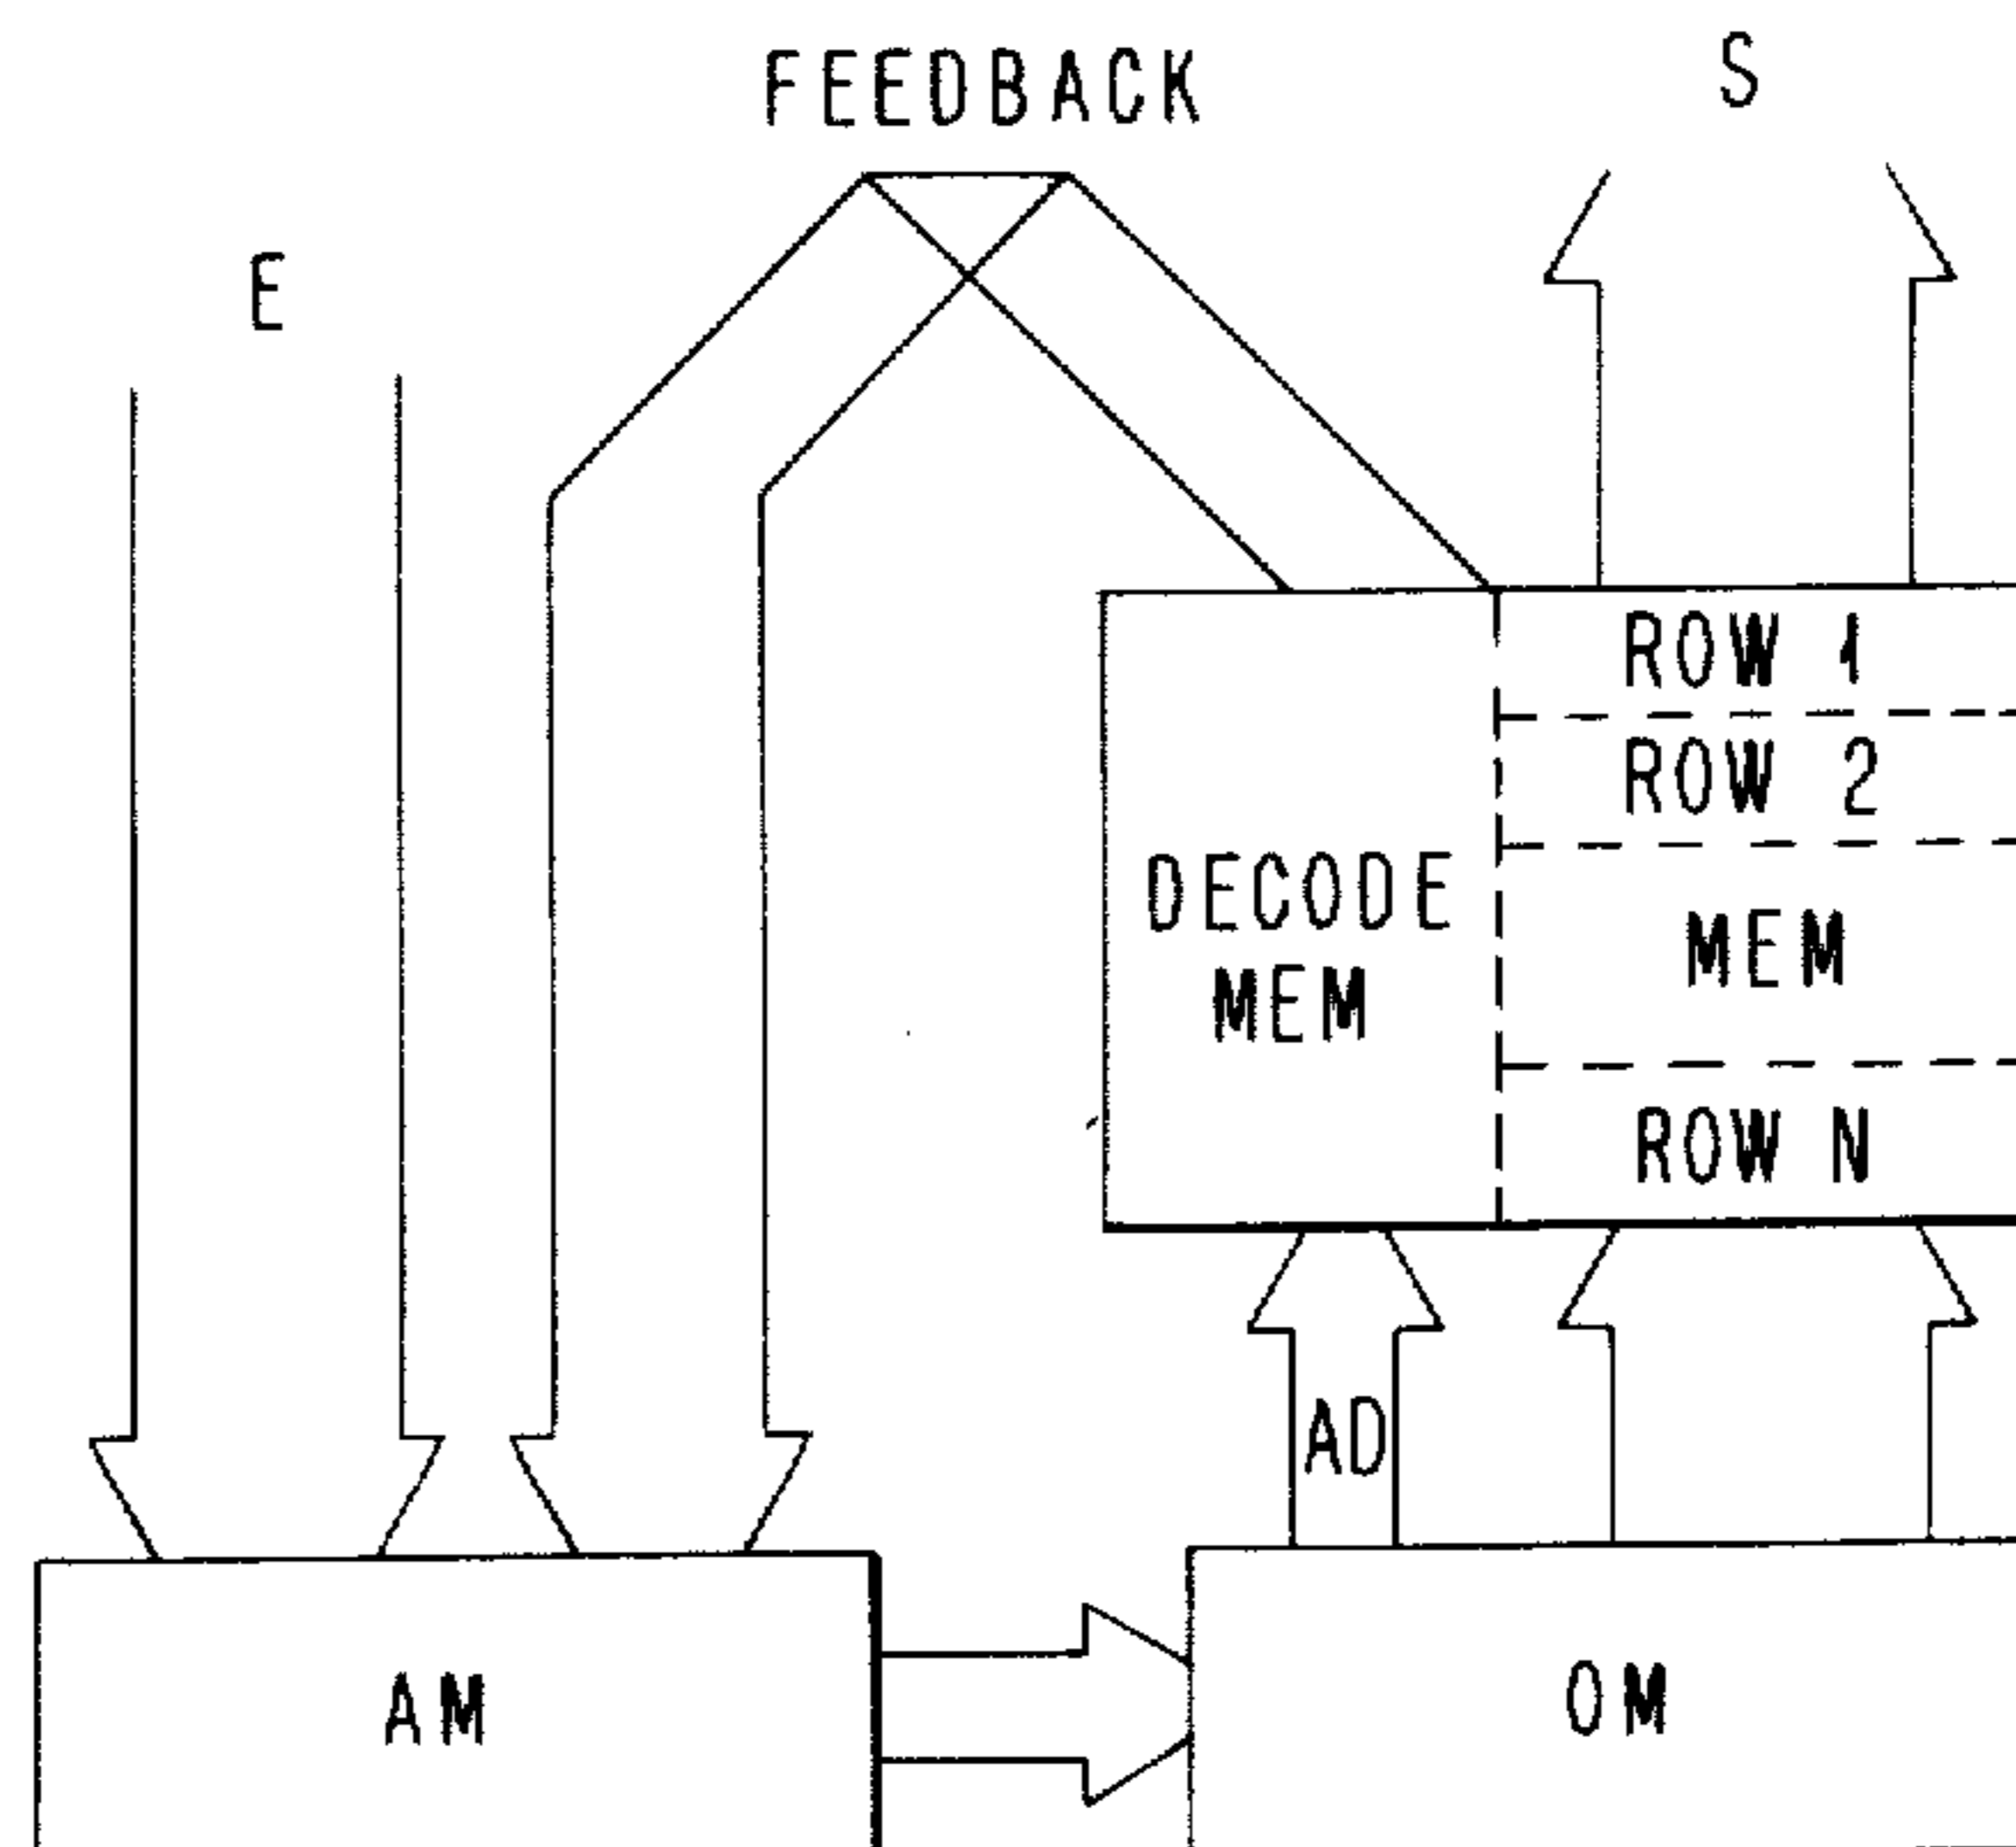 FEEDBACK
S
E
ROW 1
ROW 2
DECODE
MEM
MEM
ROW N
AD
AM
OM